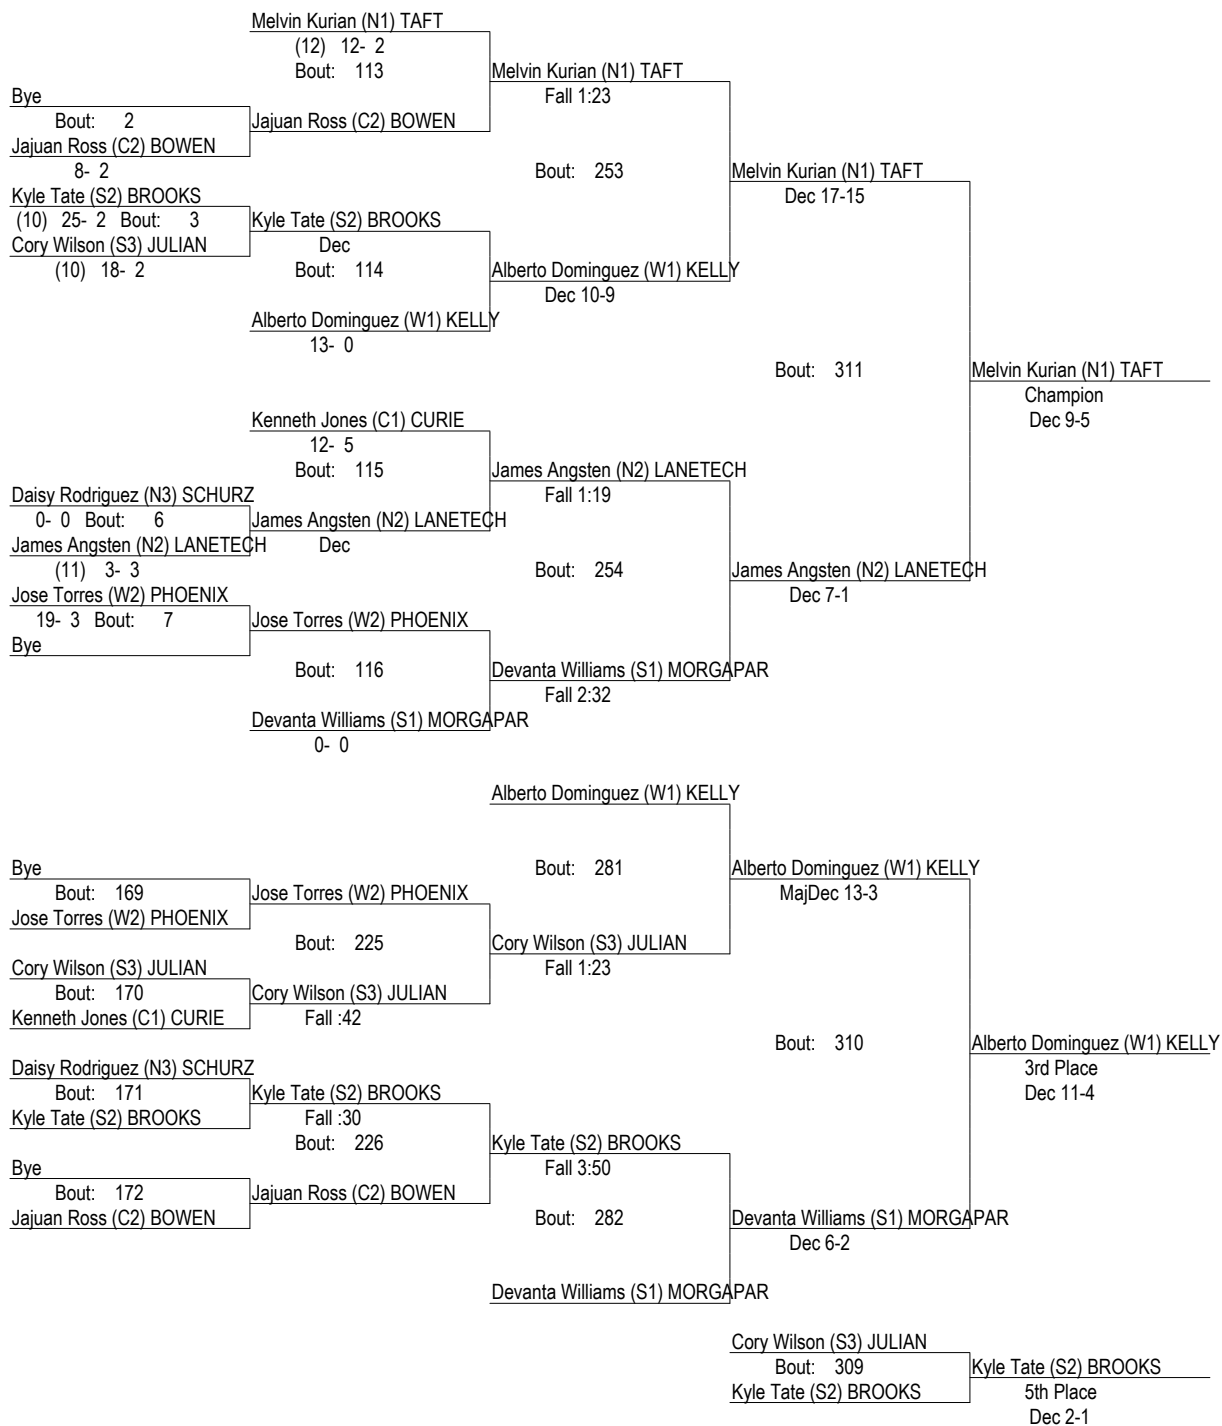 Melvin Kurian (N1) TAFT
(12) 12- 2
Bout: 113
Melvin Kurian (N1) TAFT
Fall 1:23
Bye
Bout: 2
Jajuan Ross (C2) BOWEN
Jajuan Ross (C2) BOWEN
8- 2
Bout: 253
Melvin Kurian (N1) TAFT
Dec 17-15
Kyle Tate (S2) BROOKS
(10) 25- 2 Bout: 3
Kyle Tate (S2) BROOKS
Cory Wilson (S3) JULIAN
Dec
(10) 18- 2
Bout: 114
Alberto Dominguez (W1) KELLY
Dec 10-9
Alberto Dominguez (W1) KELLY
13- 0
Bout: 311
Melvin Kurian (N1) TAFT
Champion
Dec 9-5
Kenneth Jones (C1) CURIE
12- 5
Bout: 115
James Angsten (N2) LANETECH
Fall 1:19
Daisy Rodriguez (N3) SCHURZ
0- 0 Bout: 6
James Angsten (N2) LANETECH
James Angsten (N2) LANETECH
Dec
(11) 3- 3
Bout: 254
James Angsten (N2) LANETECH
Dec 7-1
Jose Torres (W2) PHOENIX
19- 3 Bout: 7
Jose Torres (W2) PHOENIX
Bye
Bout: 116
Devanta Williams (S1) MORGAPAR
Fall 2:32
Devanta Williams (S1) MORGAPAR
0- 0
Alberto Dominguez (W1) KELLY
Bout: 281
Alberto Dominguez (W1) KELLY
MajDec 13-3
Bye
Bout: 169
Jose Torres (W2) PHOENIX
Jose Torres (W2) PHOENIX
Bout: 225
Cory Wilson (S3) JULIAN
Fall 1:23
Cory Wilson (S3) JULIAN
Bout: 170
Cory Wilson (S3) JULIAN
Kenneth Jones (C1) CURIE
Fall :42
Bout: 310
Alberto Dominguez (W1) KELLY
3rd Place
Dec 11-4
Daisy Rodriguez (N3) SCHURZ
Bout: 171
Kyle Tate (S2) BROOKS
Kyle Tate (S2) BROOKS
Fall :30
Bout: 226
Kyle Tate (S2) BROOKS
Fall 3:50
Bye
Bout: 172
Jajuan Ross (C2) BOWEN
Jajuan Ross (C2) BOWEN
Bout: 282
Devanta Williams (S1) MORGAPAR
Dec 6-2
Devanta Williams (S1) MORGAPAR
Cory Wilson (S3) JULIAN
Bout: 309
Kyle Tate (S2) BROOKS
Kyle Tate (S2) BROOKS
5th Place
Dec 2-1